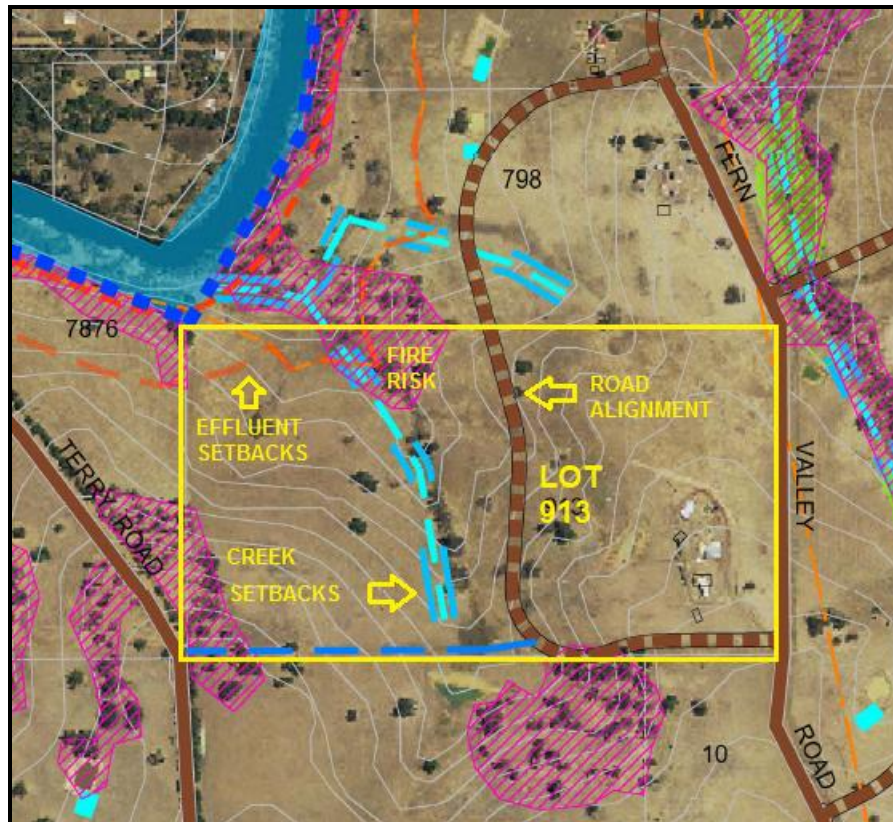 798
FERN
7876
FIRE
RISK
ROAD
ALIGNMENT
EFFLUENT
SETBACKS
TERRY ROAD
VALLEY
LOT
913
CREEK
SETBACKS
10
ROAD